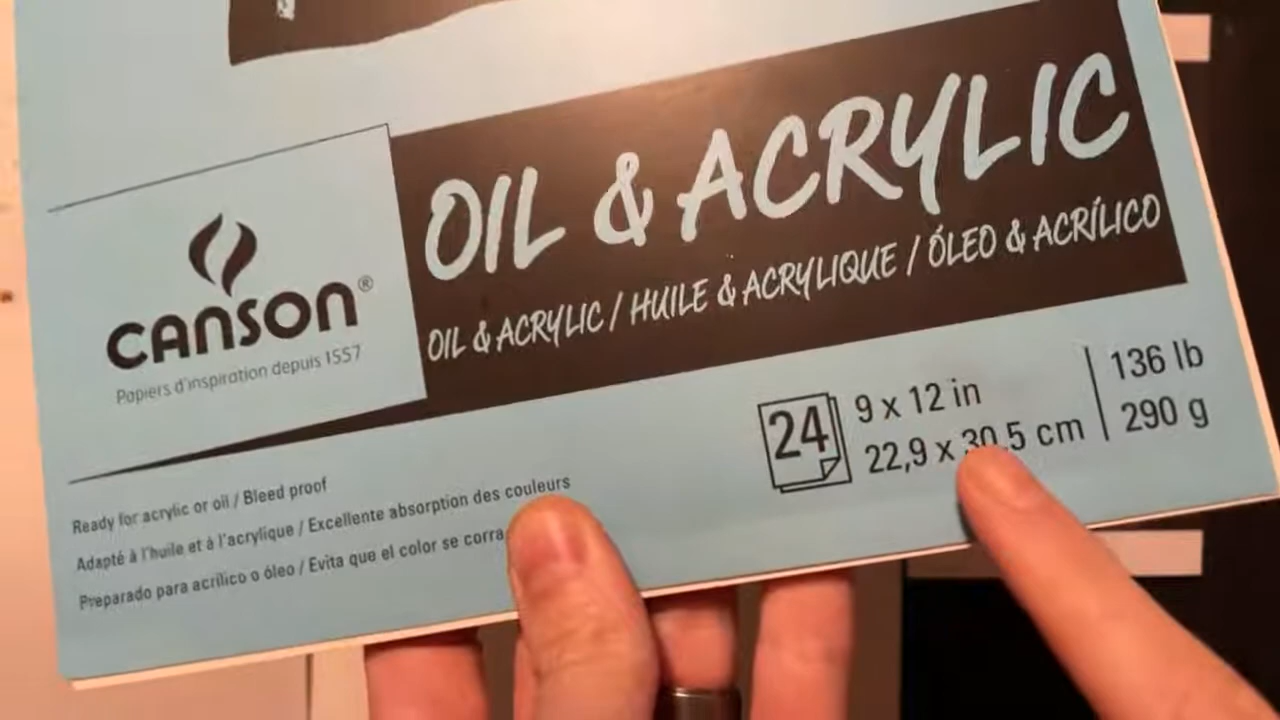 OIL & ACRYLIC
OIL & ACRYLIC / HUILE & ACRYLIQUE / ÓLEO & ACRÍLICO
CANSON®
Papiers d'inspiration depuis 1557
24
9 x 12 in
22,9 x 30,5 cm
136 lb
290 g
Ready for acrylic or oil / Bleed proof
Adapté à l'huile et à l'acrylique / Excellente absorption des couleurs
Preparado para acrílico o óleo / Evita que el color se